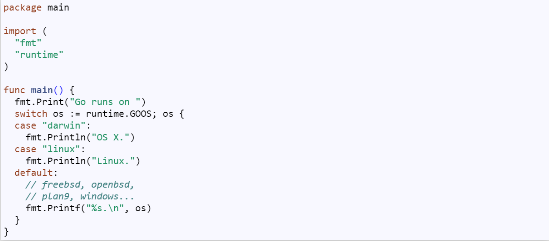 package main

import (
  "fmt"
  "runtime"
)

func main() {
  fmt.Print("Go runs on ")
  switch os := runtime.GOOS; os {
  case "darwin":
    fmt.Println("OS X.")
  case "linux":
    fmt.Println("Linux.")
  default:
    // freebsd, openbsd,
    // plan9, windows...
    fmt.Printf("%s.\n", os)
  }
}